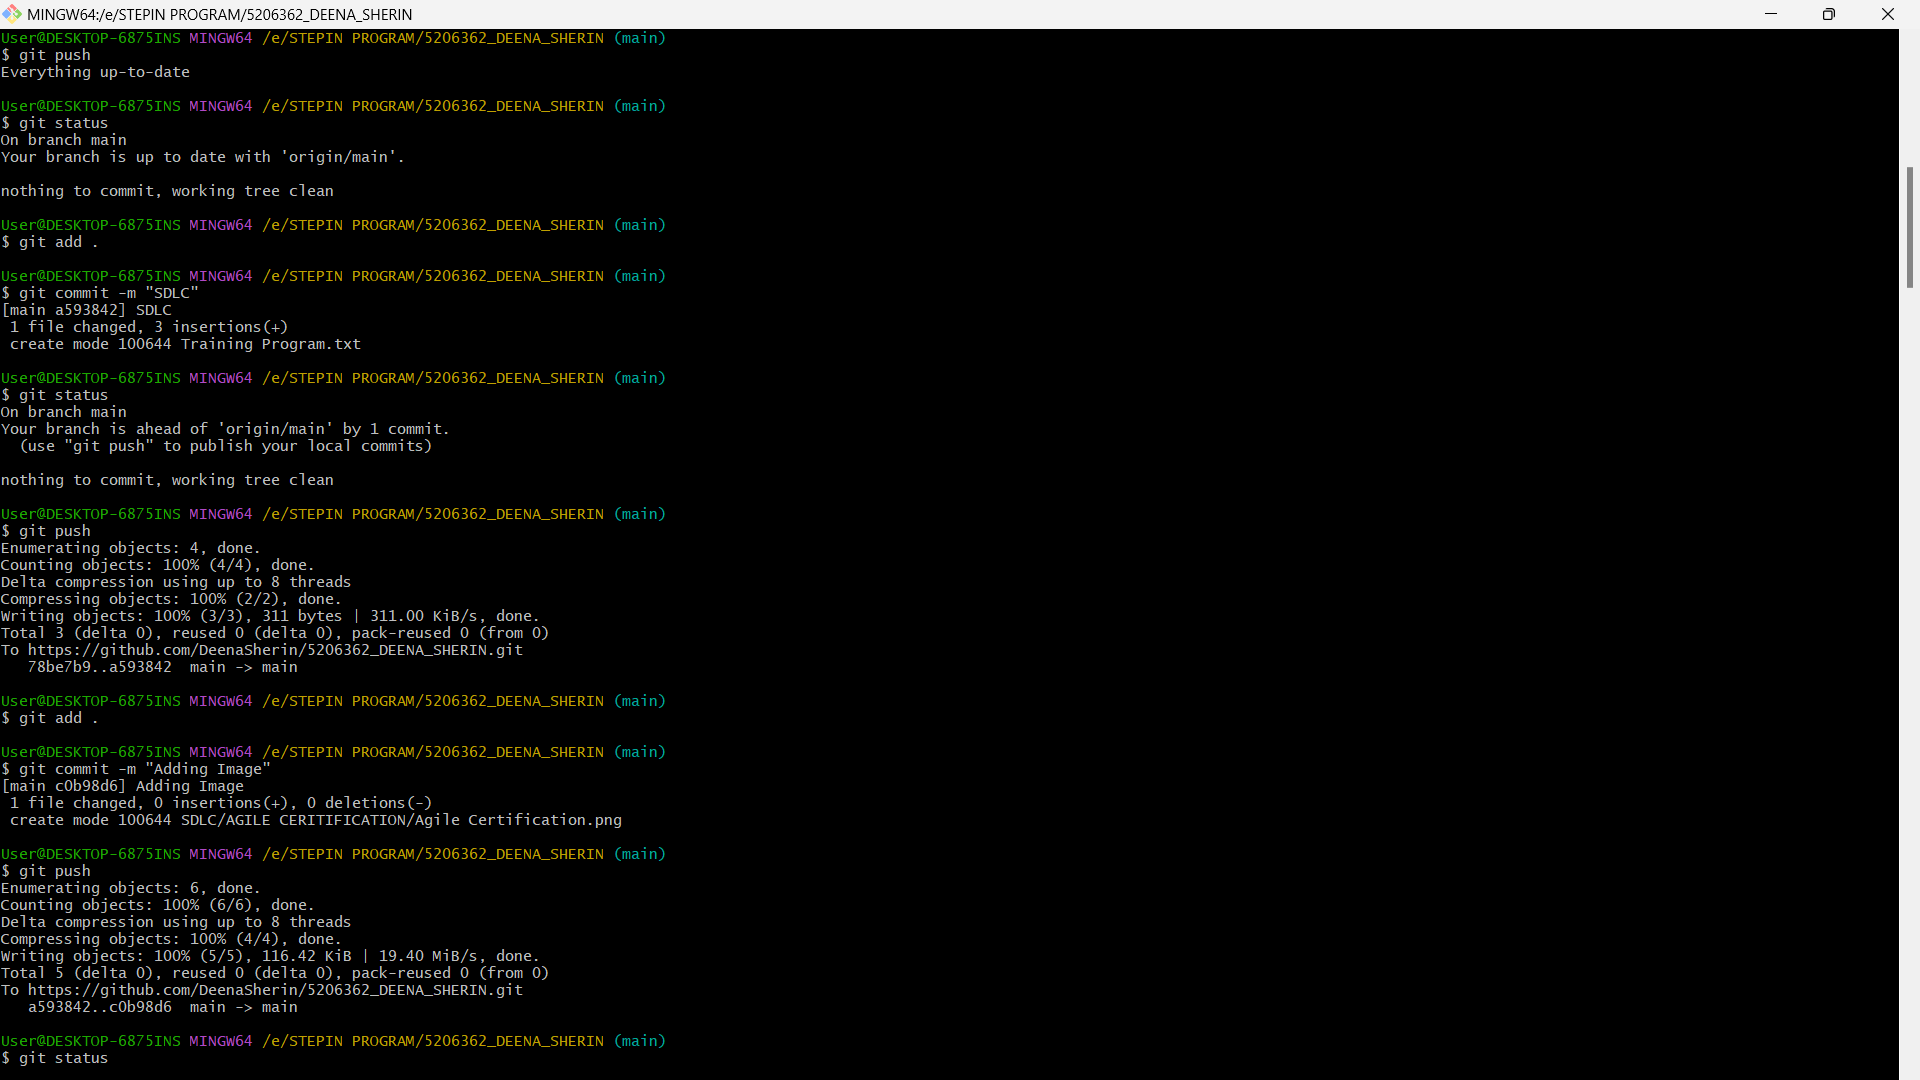 MINGW64:/e/STEPIN PROGRAM/5206362_DEENA_SHERIN
User@DESKTOP-6875INS MINGW64 /e/STEPIN PROGRAM/5206362_DEENA_SHERIN (main)
$ git push
Everything up-to-date
User@DESKTOP-6875INS MINGW64 /e/STEPIN PROGRAM/5206362_DEENA_SHERIN (main)
$ git status
On branch main
Your branch is up to date with 'origin/main'.
nothing to commit, working tree clean
User@DESKTOP-6875INS MINGW64 /e/STEPIN PROGRAM/5206362_DEENA_SHERIN (main)
$ git add .
User@DESKTOP-6875INS MINGW64 /e/STEPIN PROGRAM/5206362_DEENA_SHERIN (main)
$ git commit -m "SDLC"
[main a593842] SDLC
 1 file changed, 3 insertions(+)
 create mode 100644 Training Program.txt
User@DESKTOP-6875INS MINGW64 /e/STEPIN PROGRAM/5206362_DEENA_SHERIN (main)
$ git status
On branch main
Your branch is ahead of 'origin/main' by 1 commit.
  (use "git push" to publish your local commits)
nothing to commit, working tree clean
User@DESKTOP-6875INS MINGW64 /e/STEPIN PROGRAM/5206362_DEENA_SHERIN (main)
$ git push
Enumerating objects: 4, done.
Counting objects: 100% (4/4), done.
Delta compression using up to 8 threads
Compressing objects: 100% (2/2), done.
Writing objects: 100% (3/3), 311 bytes | 311.00 KiB/s, done.
Total 3 (delta 0), reused 0 (delta 0), pack-reused 0 (from 0)
To https://github.com/DeenaSherin/5206362_DEENA_SHERIN.git
   78be7b9..a593842  main -> main
User@DESKTOP-6875INS MINGW64 /e/STEPIN PROGRAM/5206362_DEENA_SHERIN (main)
$ git add .
User@DESKTOP-6875INS MINGW64 /e/STEPIN PROGRAM/5206362_DEENA_SHERIN (main)
$ git commit -m "Adding Image"
[main c0b98d6] Adding Image
 1 file changed, 0 insertions(+), 0 deletions(-)
 create mode 100644 SDLC/AGILE CERITIFICATION/Agile Certification.png
User@DESKTOP-6875INS MINGW64 /e/STEPIN PROGRAM/5206362_DEENA_SHERIN (main)
$ git push
Enumerating objects: 6, done.
Counting objects: 100% (6/6), done.
Delta compression using up to 8 threads
Compressing objects: 100% (4/4), done.
Writing objects: 100% (5/5), 116.42 KiB | 19.40 MiB/s, done.
Total 5 (delta 0), reused 0 (delta 0), pack-reused 0 (from 0)
To https://github.com/DeenaSherin/5206362_DEENA_SHERIN.git
   a593842..c0b98d6  main -> main
User@DESKTOP-6875INS MINGW64 /e/STEPIN PROGRAM/5206362_DEENA_SHERIN (main)
$ git status